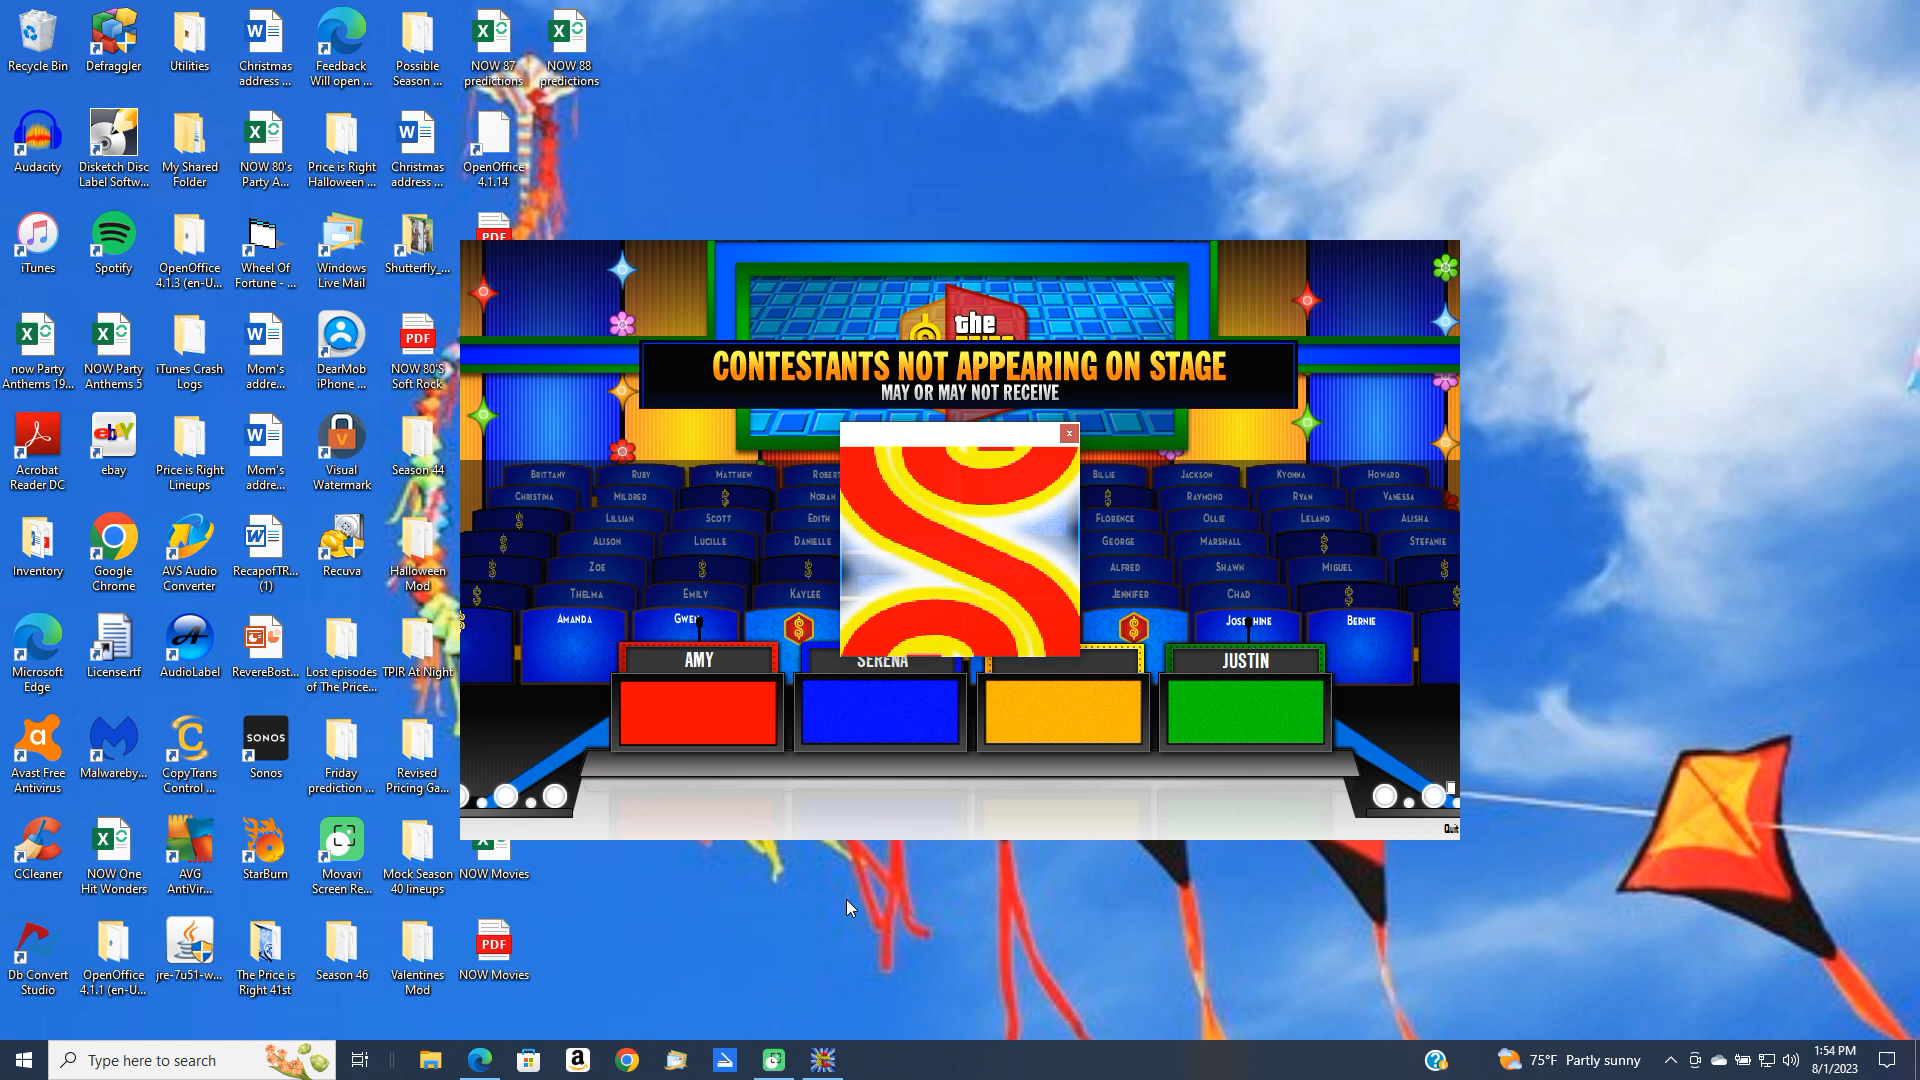 Recycle Bin
Defraggler
Utilities
Christmas
address ...
Feedback
Will open ...
Possible
Season ...
NOW 87
predictions
NOW 88
predictions
Audacity
Disketch Disc
Label Softw...
My Shared
Folder
NOW 80's
Party A...
Price is Right
Halloween ...
Christmas
address ...
OpenOffice
4.1.14
iTunes
Spotify
OpenOffice
4.1.3 (en-U...
Wheel Of
Fortune - ...
Windows
Live Mail
Shutterfly_...
PDF
now Party
Anthems 19...
NOW Party
Anthems 5
iTunes Crash
Logs
Mom's
addre...
DearMob
iPhone ...
PDF
NOW 80'S
Soft Rock
Acrobat
Reader DC
ebay
ebay
Price is Right
Lineups
Mom's
addre...
Visual
Watermark
Season 44
Inventory
Google
Chrome
AVS Audio
Converter
RecapofTR...
(1)
Recuva
Halloween
Mod
Microsoft
Edge
License.rtf
AudioLabel
RevereBost...
Lost episodes
of The Price...
TPIR At Night
Avast Free
Antivirus
Malwareby...
CopyTrans
Control ...
SONOS
Sonos
Friday
prediction ...
Revised
Pricing Ga...
CCleaner
NOW One
Hit Wonders
AVG
AntiVir...
StarBurn
Movavi
Screen Re...
Mock Season
40 lineups
NOW Movies
Db Convert
Studio
OpenOffice
4.1.1 (en-U...
jre-7u51-w...
The Price is
Right 41st
Season 46
Valentines
Mod
PDF
NOW Movies
the
CONTESTANTS NOT APPEARING ON STAGE
MAY OR MAY NOT RECEIVE
x
BRITTANY RUBY MATTHEW ROBERT BILLIE JACKSON KYONNA HOWARD
CHRISTINA MILDRED NORAH RAYMOND RYAN VANESSA
LILLIAN SCOTT EDITH FLORENCE OLLIE LELAND ALISHA
ALISON LUCILLE DANIELLE GEORGE MARSHALL STEFANIE
ZOE ALFRED SHAWN MIGUEL
THELMA EMILY KAYLEE JENNIFER CHAD
AMANDA GWEN JOSEPHINE BERNIE
AMY SERENA JUSTIN
Quit
Type here to search
75°F Partly sunny
1:54 PM
8/1/2023